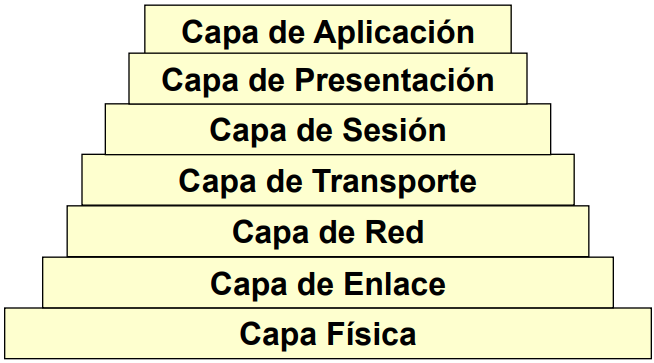 Capa de Aplicación
Capa de Presentación
Capa de Sesión
Capa de Transporte
Capa de Red
Capa de Enlace
Capa Física